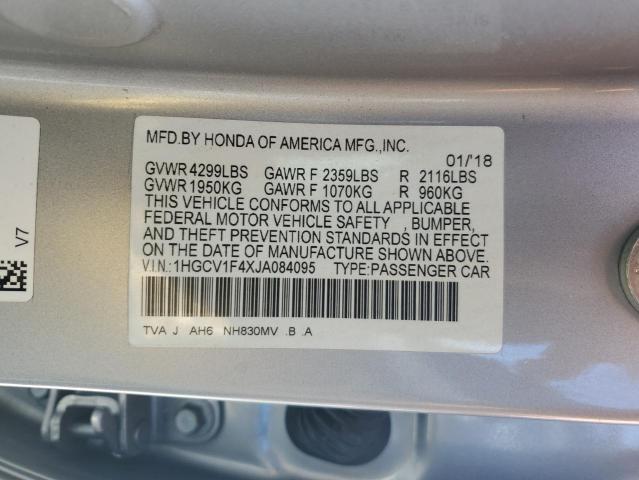 MFD.BY HONDA OF AMERICA MFG.,INC.
01/'18
GVWR 4299LBS GAWR F 2359LBS R 2116LBS
GVWR 1950KG GAWR F 1070KG R 960KG
THIS VEHICLE CONFORMS TO ALL APPLICABLE
FEDERAL MOTOR VEHICLE SAFETY , BUMPER,
AND THEFT PREVENTION STANDARDS IN EFFECT
ON THE DATE OF MANUFACTURE SHOWN ABOVE.
V.I.N.:1HGCV1F4XJA084095 TYPE:PASSENGER CAR
TVA J AH6 NH830MV .B .A
V7